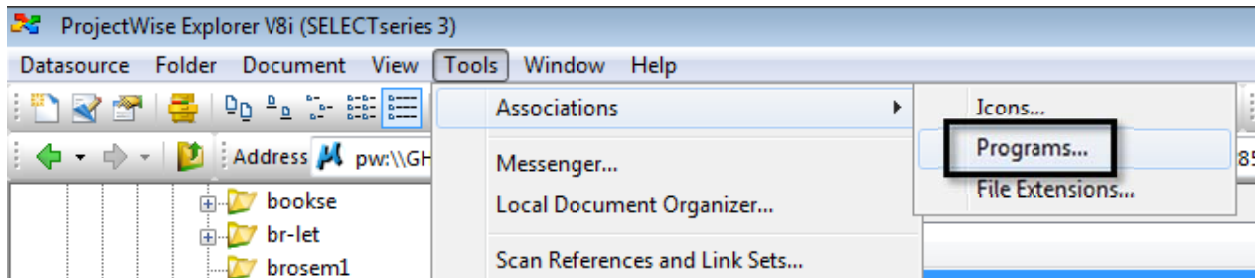 ProjectWise Explorer V8i (SELECTseries 3)
Datasource Folder Document View Tools Window Help
Associations
Icons...
Address pw:\\GH
Messenger...
Programs...
85
bookse
Local Document Organizer...
File Extensions...
br-let
brosem1
Scan References and Link Sets...